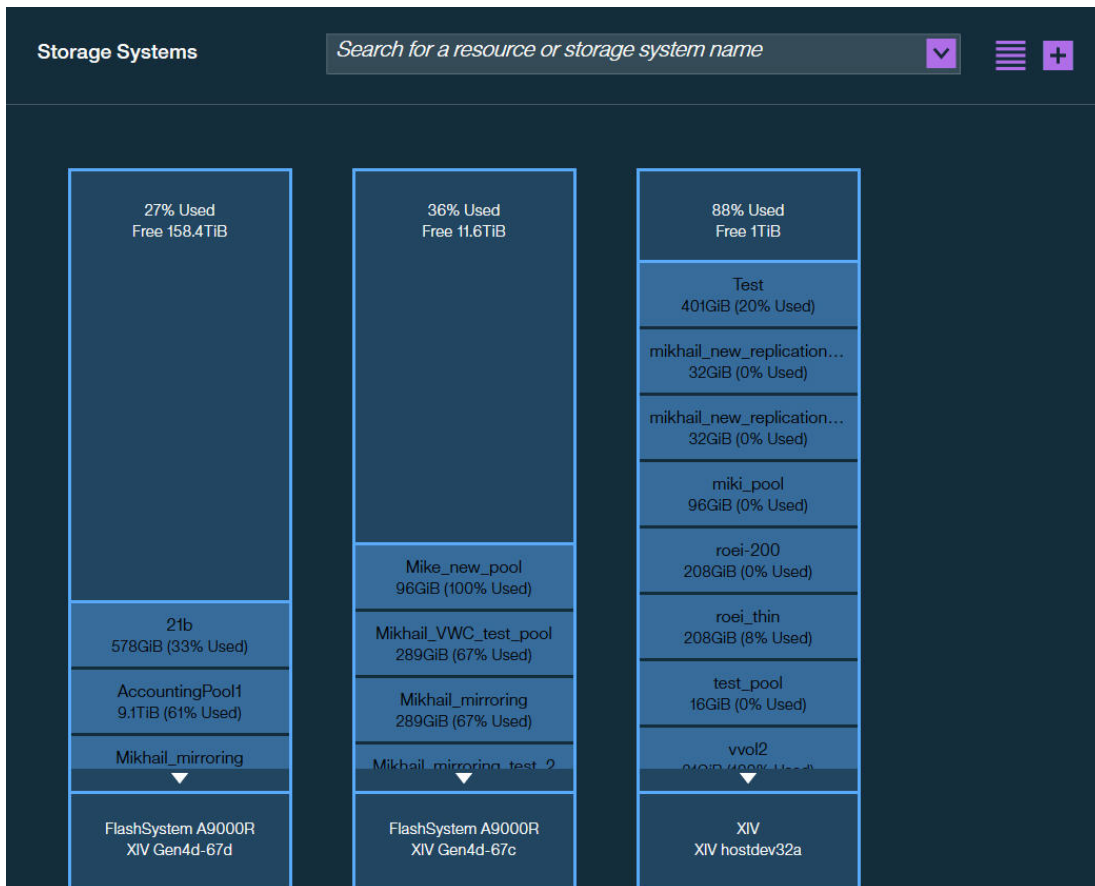 Storage Systems
Search for a resource or storage system name
27% Used
Free 158.4TiB
21b
578GiB (33% Used)
AccountingPool1
9.1TiB (61% Used)
Mikhail_mirroring
FlashSystem A9000R
XIV Gen4d-67d
36% Used
Free 11.6TiB
Mike_new_pool
96GiB (100% Used)
Mikhail_VWC_test_pool
289GiB (67% Used)
Mikhail_mirroring
289GiB (67% Used)
Mikhail_mirroring_test_2
FlashSystem A9000R
XIV Gen4d-67c
88% Used
Free 1TiB
Test
401GiB (20% Used)
mikhail_new_replication...
32GiB (0% Used)
mikhail_new_replication...
32GiB (0% Used)
miki_pool
96GiB (0% Used)
roei-200
208GiB (0% Used)
roei_thin
208GiB (8% Used)
test_pool
16GiB (0% Used)
vvol2
XIV
XIV hostdev32a